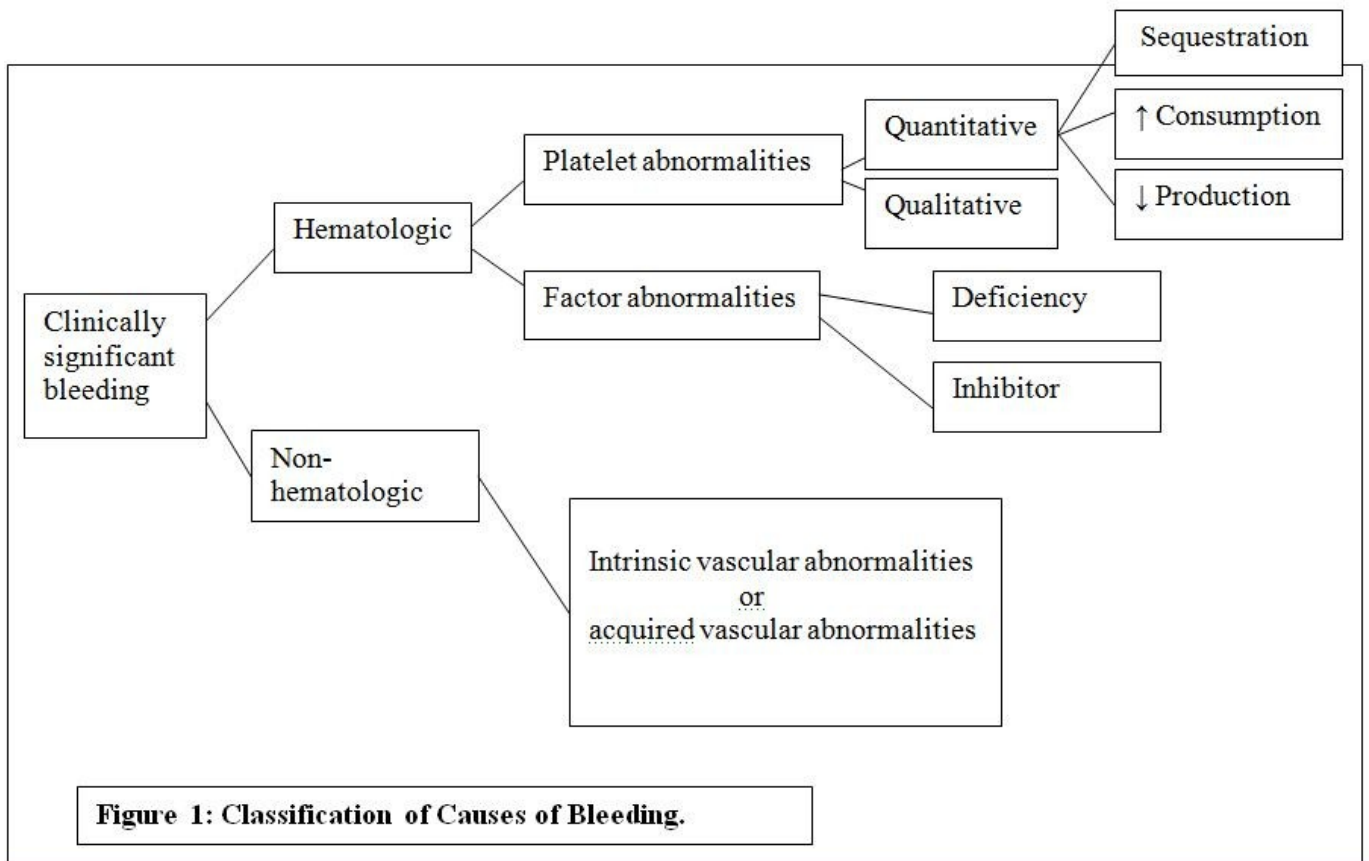 Sequestration
↑ Consumption
↓ Production
Quantitative
Qualitative
Platelet abnormalities
Hematologic
Factor abnormalities
Deficiency
Inhibitor
Clinically
significant
bleeding
Non-
hematologic
Intrinsic vascular abnormalities
or
acquired vascular abnormalities
Figure 1: Classification of Causes of Bleeding.